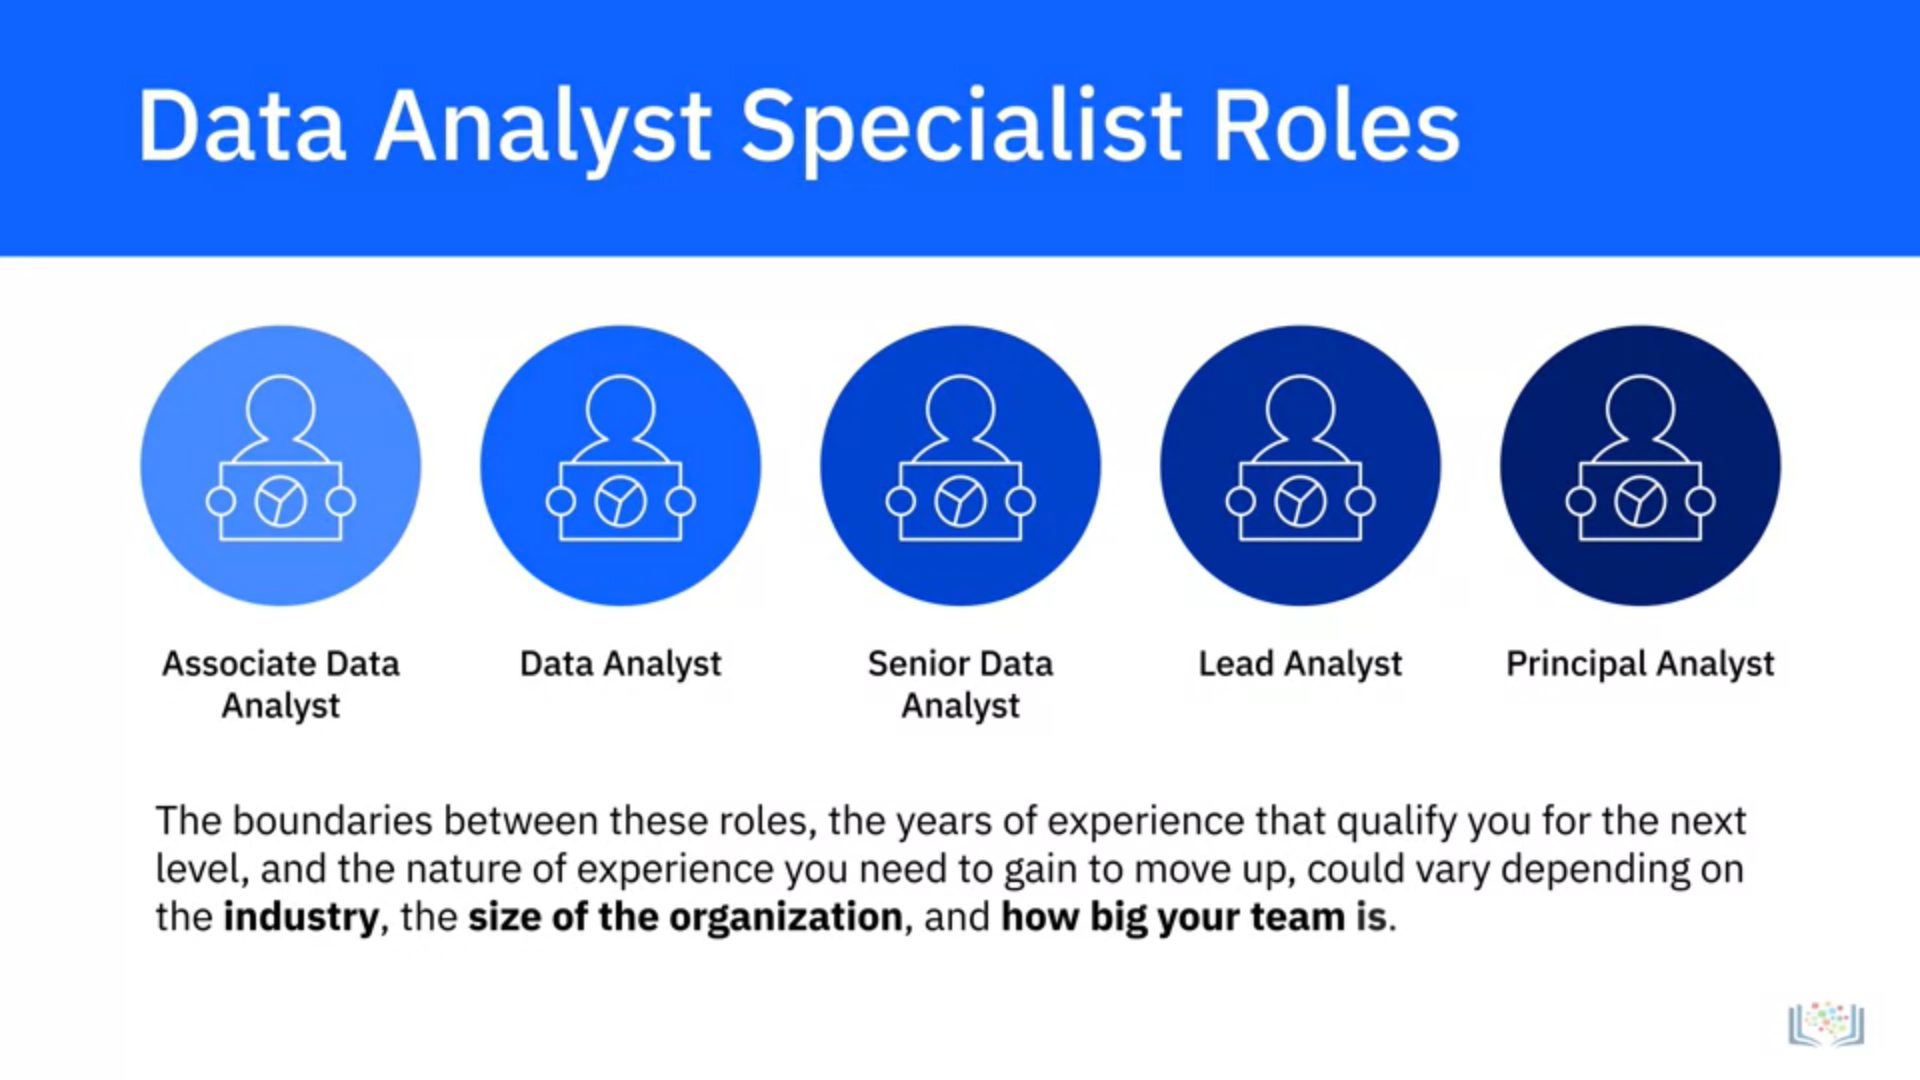 Data Analyst Specialist Roles
Associate Data
Analyst
Data Analyst
Senior Data
Analyst
Lead Analyst
Principal Analyst
The boundaries between these roles, the years of experience that qualify you for the next
level, and the nature of experience you need to gain to move up, could vary depending on
the industry, the size of the organization, and how big your team is.